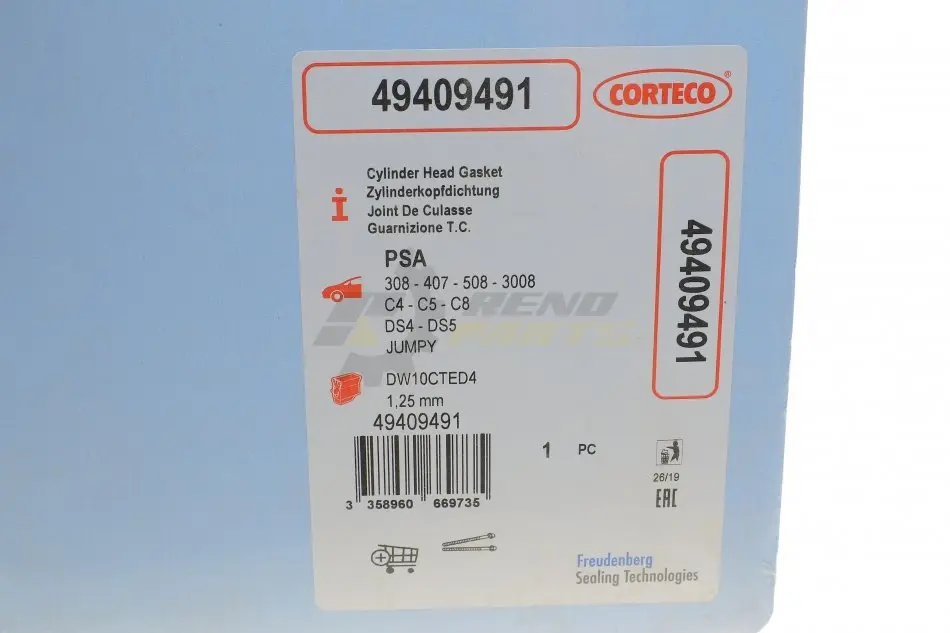 49409491
CORTECO®
Cylinder Head Gasket
Zylinderkopfdichtung
Joint De Culasse
Guarnizione T.C.
i
PSA
308 - 407 - 508 - 3008
C4 - C5 - C8
DS4 - DS5
JUMPY
RENO
PARTS
DW10CTED4
1,25 mm
49409491
49409491
1 PC
3 358960 669735
26/19
EAC
Freudenberg
Sealing Technologies